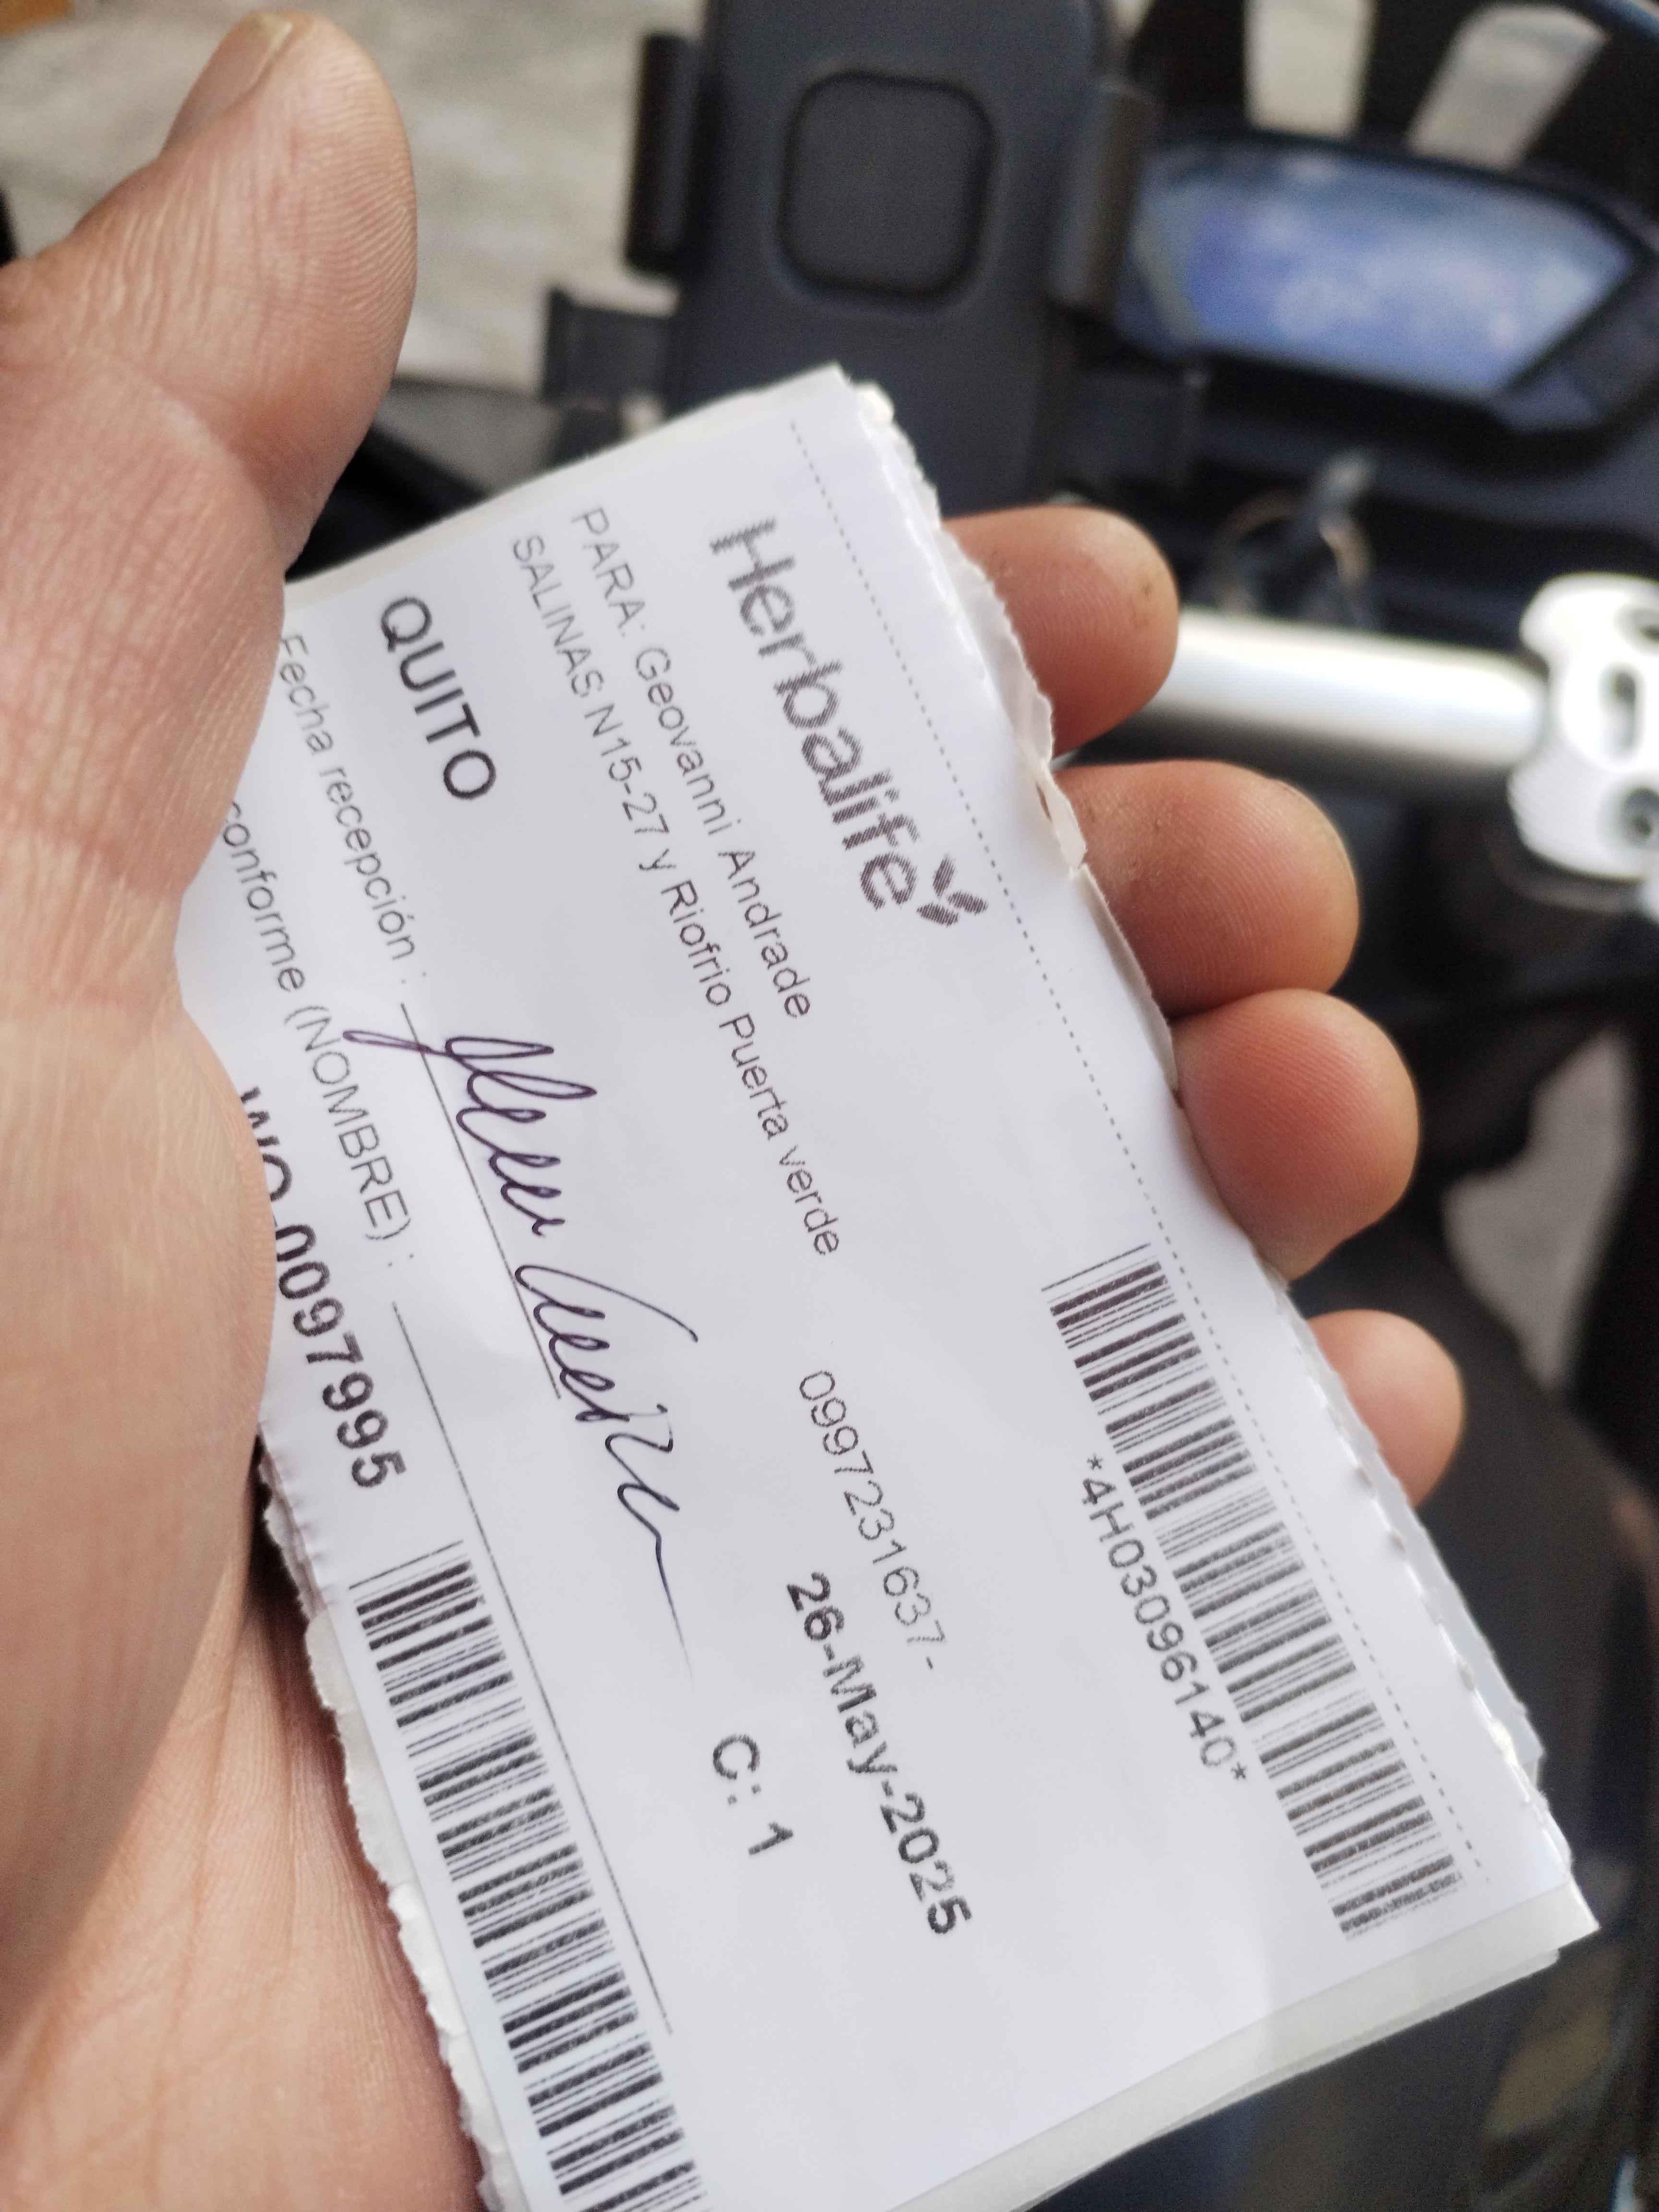 Herbalife
*4H03096140*
PARA: Geovanni Andrade
0997231637-
SALINAS N15-27 y Riofrio Puerta verde
26-May-2025
QUITO
C: 1
Fecha recepción :
conforme (NOMBRE) :
0097995